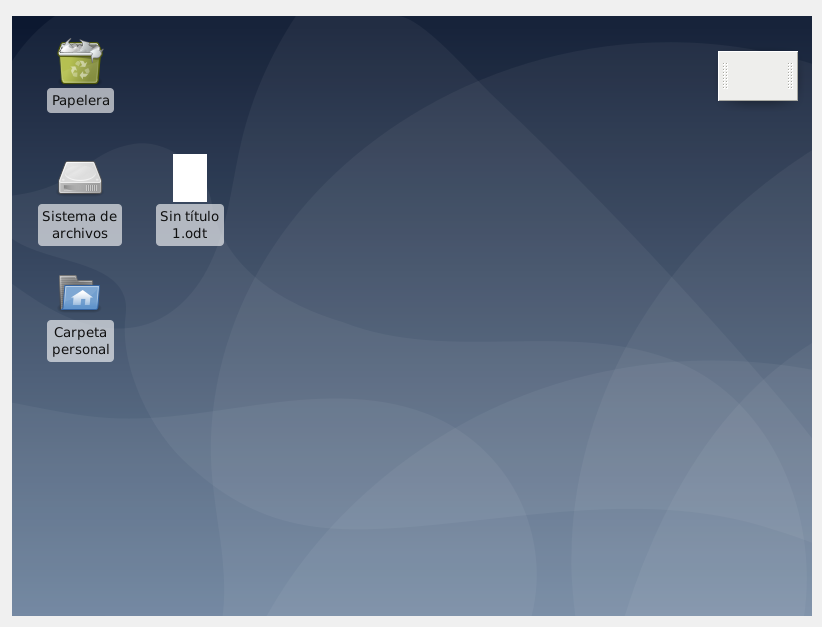 Papelera
Sistema de
archivos
Sin título
1.odt
Carpeta
personal